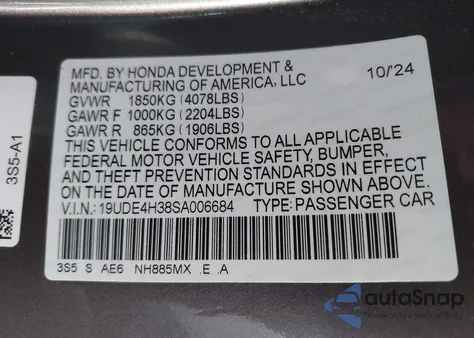 MFD. BY HONDA DEVELOPMENT & 10/'24
MANUFACTURING OF AMERICA, LLC
GVWR 1850KG (4078LBS)
GAWR F 1000KG (2204LBS)
GAWR R 865KG (1906LBS)
THIS VEHICLE CONFORMS TO ALL APPLICABLE
FEDERAL MOTOR VEHICLE SAFETY, BUMPER,
AND THEFT PREVENTION STANDARDS IN EFFECT
ON THE DATE OF MANUFACTURE SHOWN ABOVE.
V.I.N.: 19UDE4H38SA006684 TYPE: PASSENGER CAR
3S5 S AE6 NH885MX .E .A
3S5-A1
autoSnap